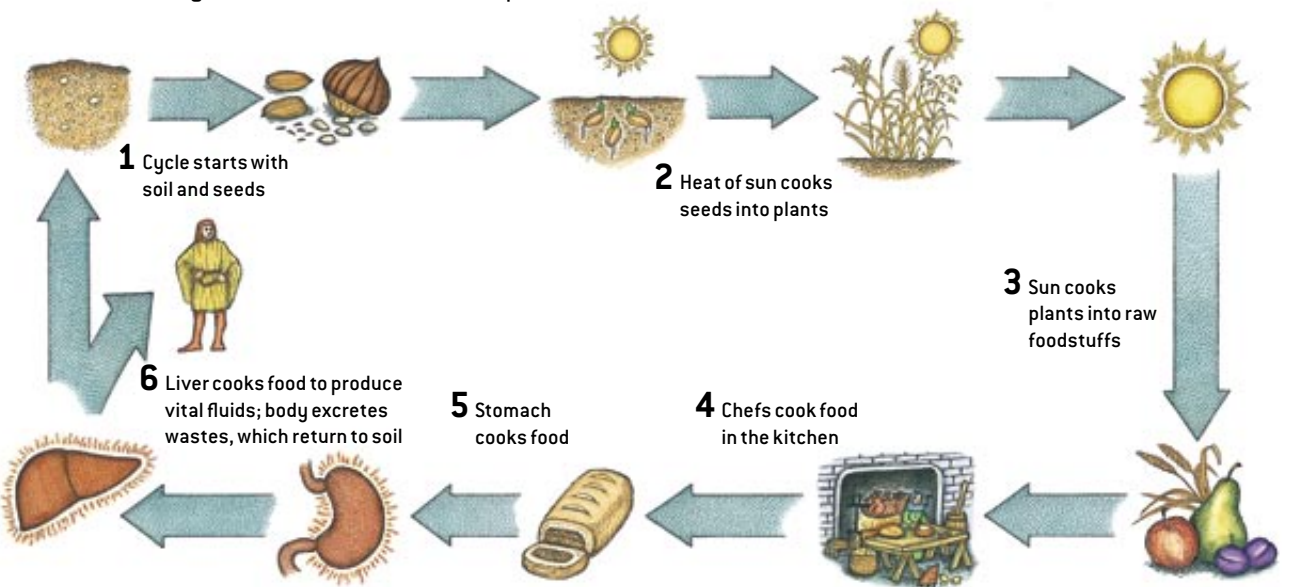 1 Cycle starts with
soil and seeds
2 Heat of sun cooks
seeds into plants
3 Sun cooks
plants into raw
foodstuffs
4 Chefs cook food
in the kitchen
5 Stomach
cooks food
6 Liver cooks food to produce
vital fluids; body excretes
wastes, which return to soil